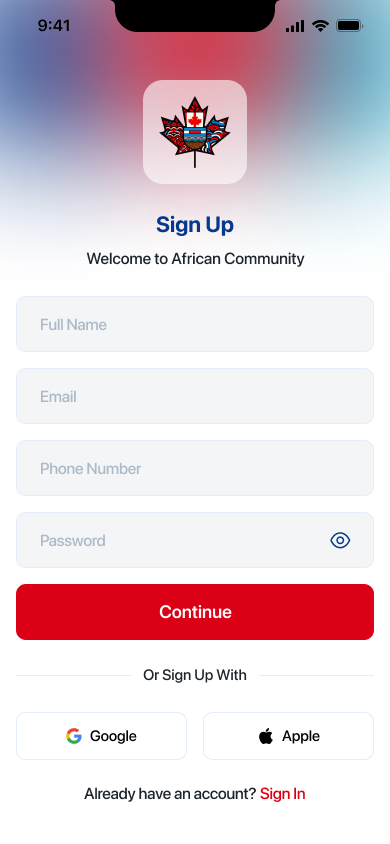 9:41
Sign Up
Welcome to African Community
Full Name
Email
Phone Number
Password
Continue
Or Sign Up With
Google
Apple
Already have an account? Sign In